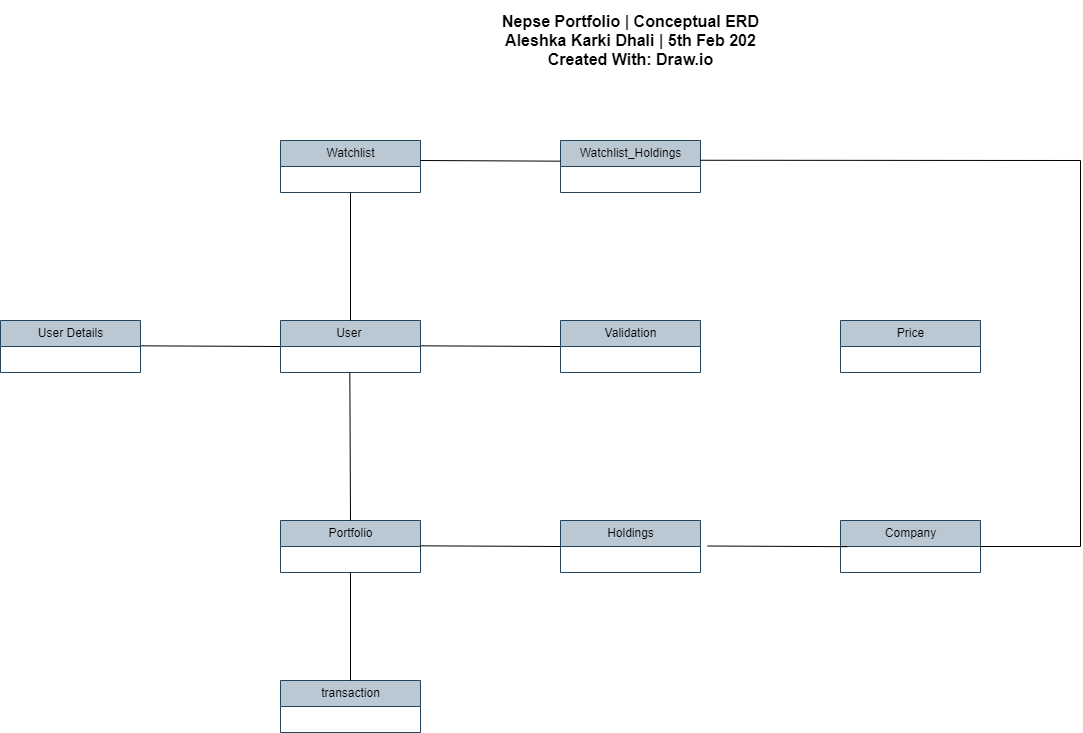 Nepse Portfolio | Conceptual ERD
Aleshka Karki Dhali | 5th Feb 202
Created With: Draw.io
Watchlist
Watchlist_Holdings
User Details
User
Validation
Price
Portfolio
Holdings
Company
transaction